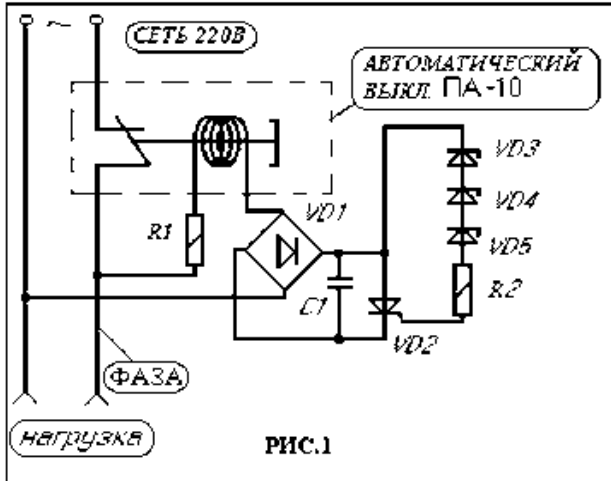 СЕТЬ 220В
АВТОМАТИЧЕСКИЙ
ВЫКЛ. ПА-10
VD3
VD1
VD4
R1
VD5
R2
C1
VD2
ФАЗА
нагрузка
РИС.1